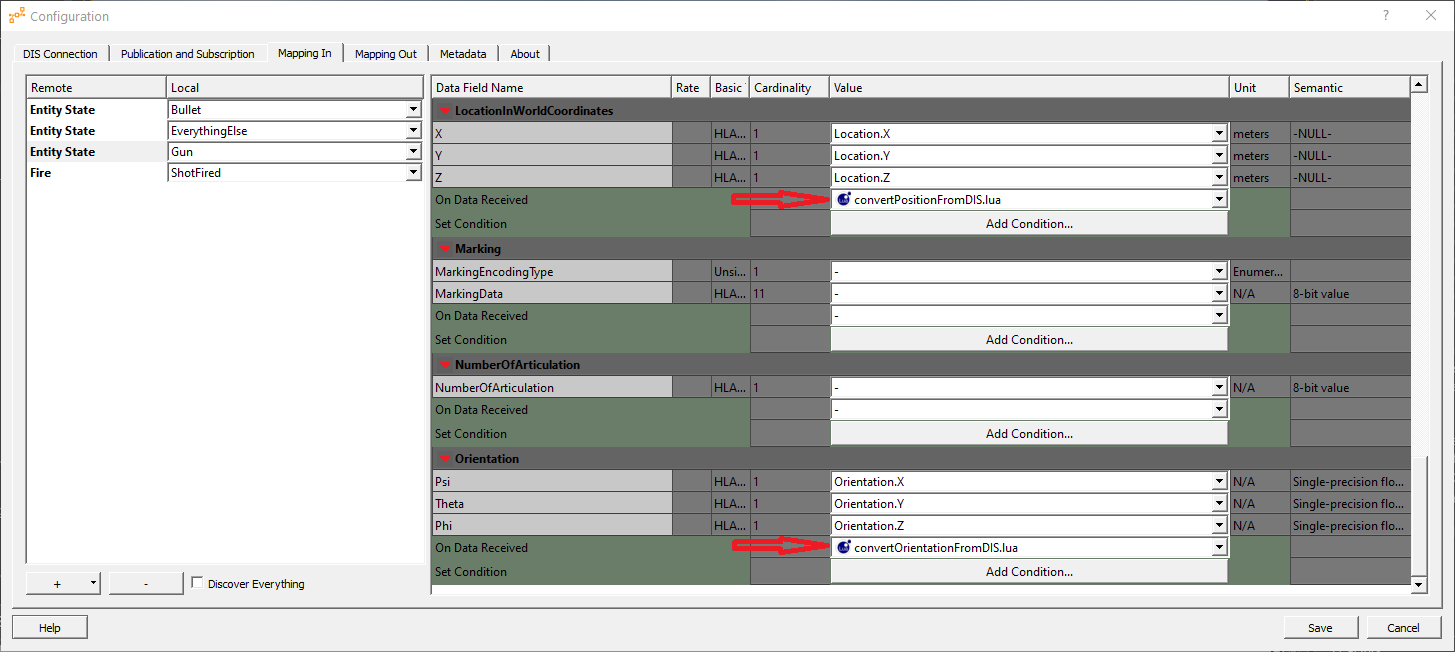 Configuration
?
DIS Connection Publication and Subscription Mapping In Mapping Out Metadata About
Remote Local
Entity State Bullet
Entity State EverythingElse
Entity State Gun
Fire ShotFired
+ - Discover Everything
Data Field Name Rate Basic Cardinality Value Unit Semantic
LocationInWorldCoordinates
X HLA... 1 Location.X meters -NULL-
Y HLA... 1 Location.Y meters -NULL-
Z HLA... 1 Location.Z meters -NULL-
On Data Received convertPositionFromDIS.lua
Set Condition Add Condition...
Marking
MarkingEncodingType Unsi... 1 - Enumer...
MarkingData HLA... 11 - N/A 8-bit value
On Data Received -
Set Condition Add Condition...
NumberOfArticulation
NumberOfArticulation HLA... 1 - N/A 8-bit value
On Data Received -
Set Condition Add Condition...
Orientation
Psi HLA... 1 Orientation.X N/A Single-precision flo...
Theta HLA... 1 Orientation.Y N/A Single-precision flo...
Phi HLA... 1 Orientation.Z N/A Single-precision flo...
On Data Received convertOrientationFromDIS.lua
Set Condition Add Condition...
Help Save Cancel